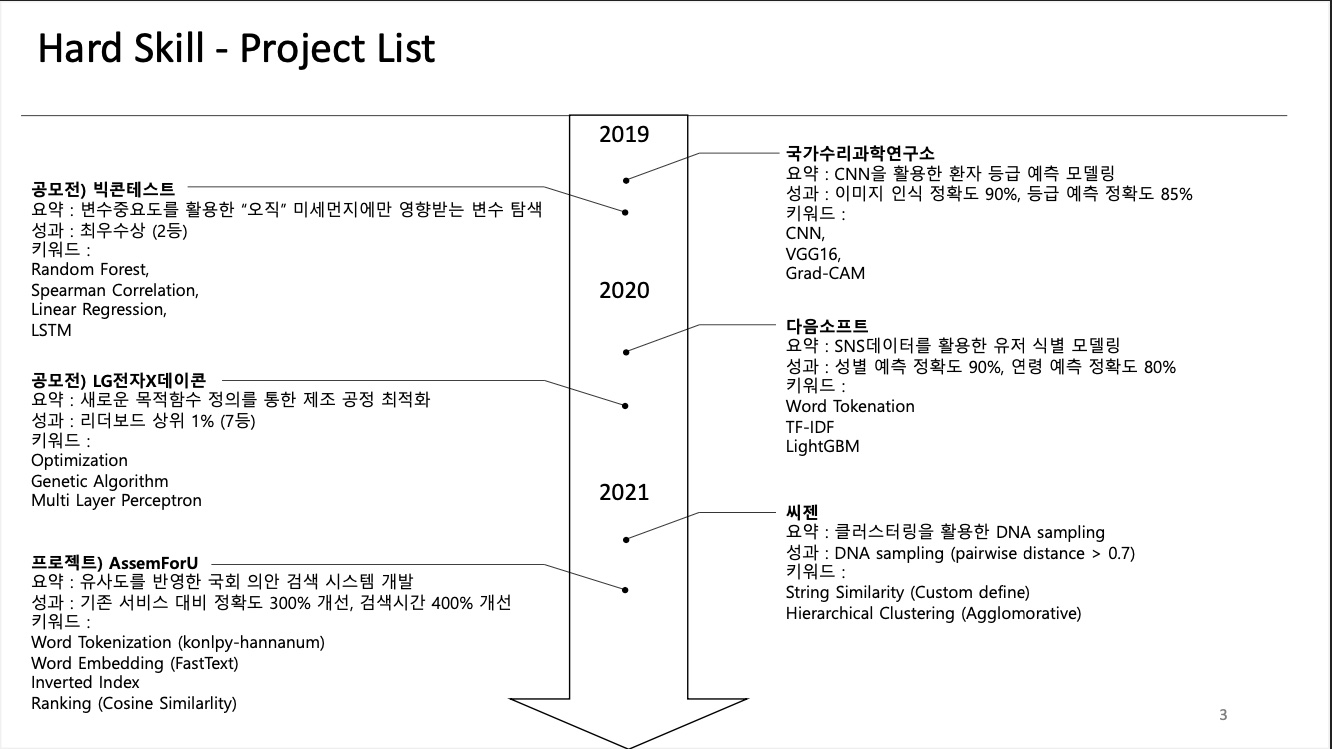 Hard Skill - Project List
2019
국가수리과학연구소
요약 : CNN을 활용한 환자 등급 예측 모델링
성과 : 이미지 인식 정확도 90%, 등급 예측 정확도 85%
키워드 :
CNN,
VGG16,
Grad-CAM
공모전) 빅콘테스트
요약 : 변수중요도를 활용한 “오직” 미세먼지에만 영향받는 변수 탐색
성과 : 최우수상 (2등)
키워드 :
Random Forest,
Spearman Correlation,
Linear Regression,
LSTM
2020
다음소프트
요약 : SNS데이터를 활용한 유저 식별 모델링
성과 : 성별 예측 정확도 90%, 연령 예측 정확도 80%
키워드 :
Word Tokenation
TF-IDF
LightGBM
공모전) LG전자X데이콘
요약 : 새로운 목적함수 정의를 통한 제조 공정 최적화
성과 : 리더보드 상위 1% (7등)
키워드 :
Optimization
Genetic Algorithm
Multi Layer Perceptron
2021
씨젠
요약 : 클러스터링을 활용한 DNA sampling
성과 : DNA sampling (pairwise distance > 0.7)
키워드 :
String Similarity (Custom define)
Hierarchical Clustering (Agglomorative)
프로젝트) AssemForU
요약 : 유사도를 반영한 국회 의안 검색 시스템 개발
성과 : 기존 서비스 대비 정확도 300% 개선, 검색시간 400% 개선
키워드 :
Word Tokenization (konlpy-hannanum)
Word Embedding (FastText)
Inverted Index
Ranking (Cosine Similarlity)
3